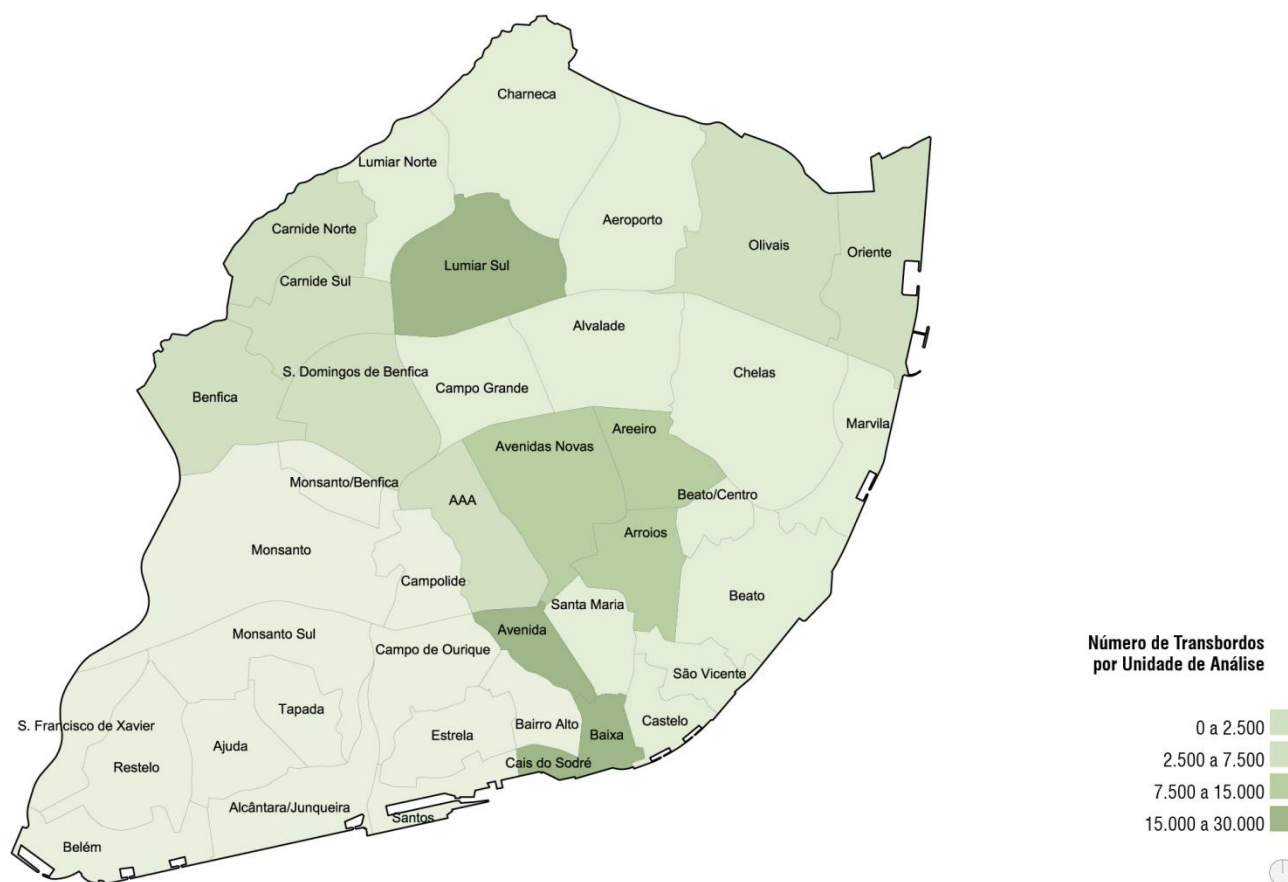 Charneca
Lumiar Norte
Aeroporto
Carnide Norte
Olivais
Oriente
Lumiar Sul
Carnide Sul
Alvalade
S. Domingos de Benfica
Chelas
Campo Grande
Benfica
Marvila
Areeiro
Avenidas Novas
Monsanto/Benfica
Beato/Centro
AAA
Arroios
Monsanto
Campolide
Beato
Santa Maria
Avenida
Monsanto Sul
Campo de Ourique
São Vicente
Tapada
S. Francisco de Xavier
Bairro Alto
Castelo
Estrela
Baixa
Ajuda
Restelo
Cais do Sodré
Alcântara/Junqueira
Santos
Belém
Número de Transbordos
por Unidade de Análise
0 a 2.500
2.500 a 7.500
7.500 a 15.000
15.000 a 30.000